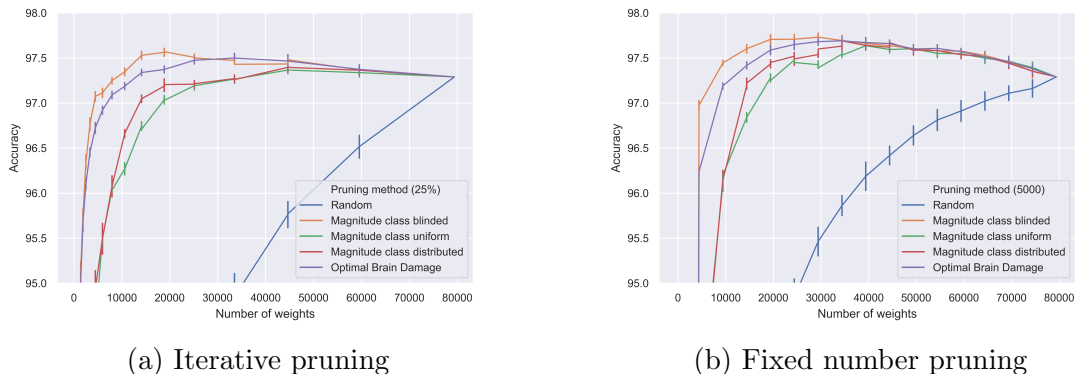 98.0
97.5
97.0
96.5
96.0
95.5
95.0
Accuracy
0 10000 20000 30000 40000 50000 60000 70000 80000
Number of weights
Pruning method (25%)
Random
Magnitude class blinded
Magnitude class uniform
Magnitude class distributed
Optimal Brain Damage
(a) Iterative pruning
98.0
97.5
97.0
96.5
96.0
95.5
95.0
Accuracy
0 10000 20000 30000 40000 50000 60000 70000 80000
Number of weights
Pruning method (5000)
Random
Magnitude class blinded
Magnitude class uniform
Magnitude class distributed
Optimal Brain Damage
(b) Fixed number pruning